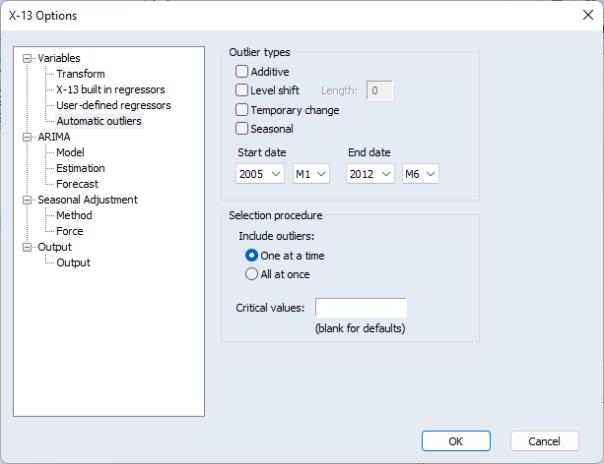 X-13 Options
Variables
Transform
X-13 built in regressors
User-defined regressors
Automatic outliers
ARIMA
Model
Estimation
Forecast
Seasonal Adjustment
Method
Force
Output
Output
Outlier types
Additive
Level shift Length: 0
Temporary change
Seasonal
Start date End date
2005 M1 2012 M6
Selection procedure
Include outliers:
One at a time
All at once
Critical values:
(blank for defaults)
OK Cancel